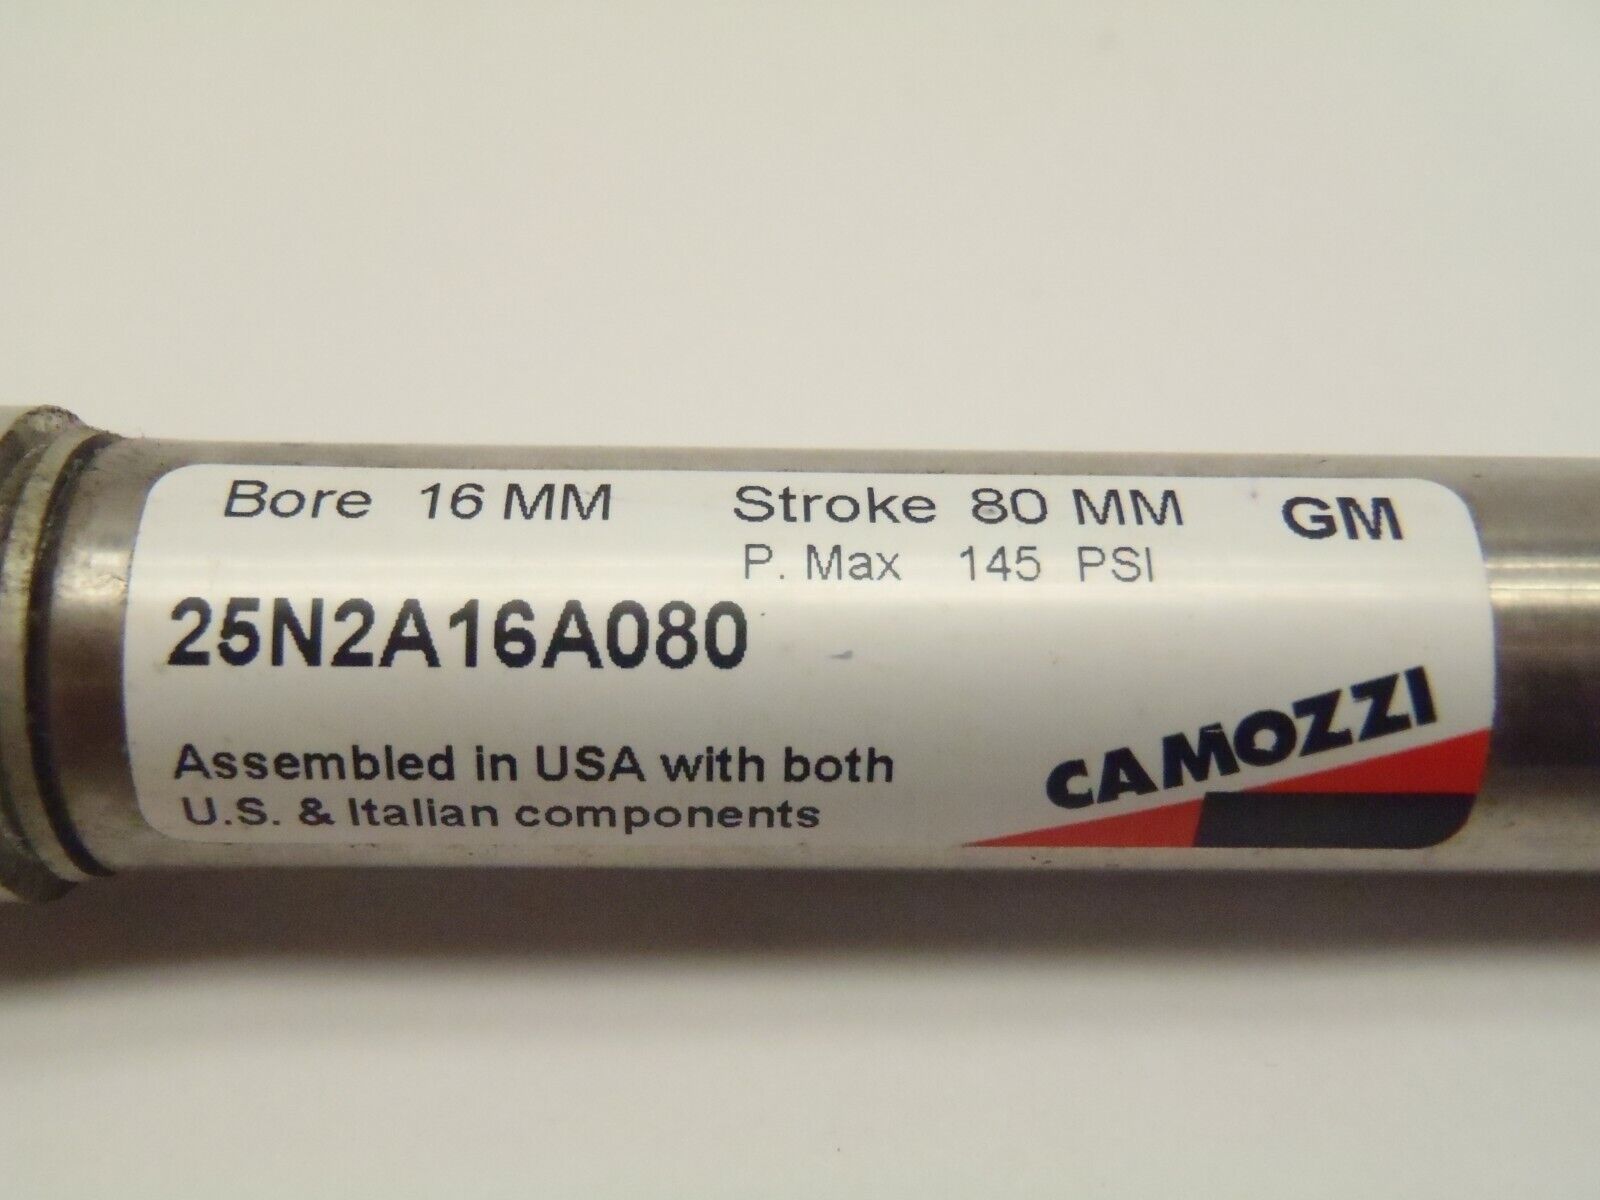 Bore 16 MM Stroke 80 MM GM
P. Max 145 PSI
25N2A16A080
Assembled in USA with both
U.S. & Italian components
CAMOZZI